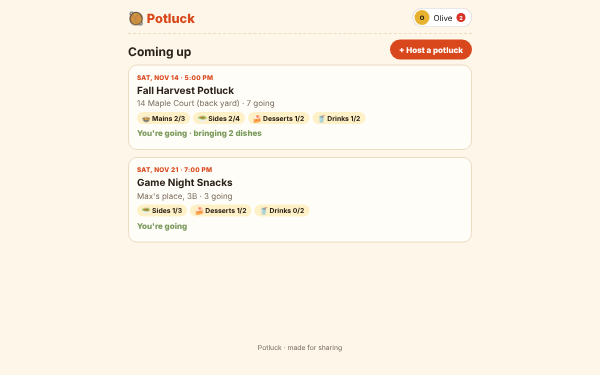 Potluck
O Olive 2
Coming up
+ Host a potluck
SAT, NOV 14 · 5:00 PM
Fall Harvest Potluck
14 Maple Court (back yard) · 7 going
Mains 2/3 Sides 2/4 Desserts 1/2 Drinks 1/2
You're going · bringing 2 dishes
SAT, NOV 21 · 7:00 PM
Game Night Snacks
Max's place, 3B · 3 going
Sides 1/3 Desserts 1/2 Drinks 0/2
You're going
Potluck · made for sharing